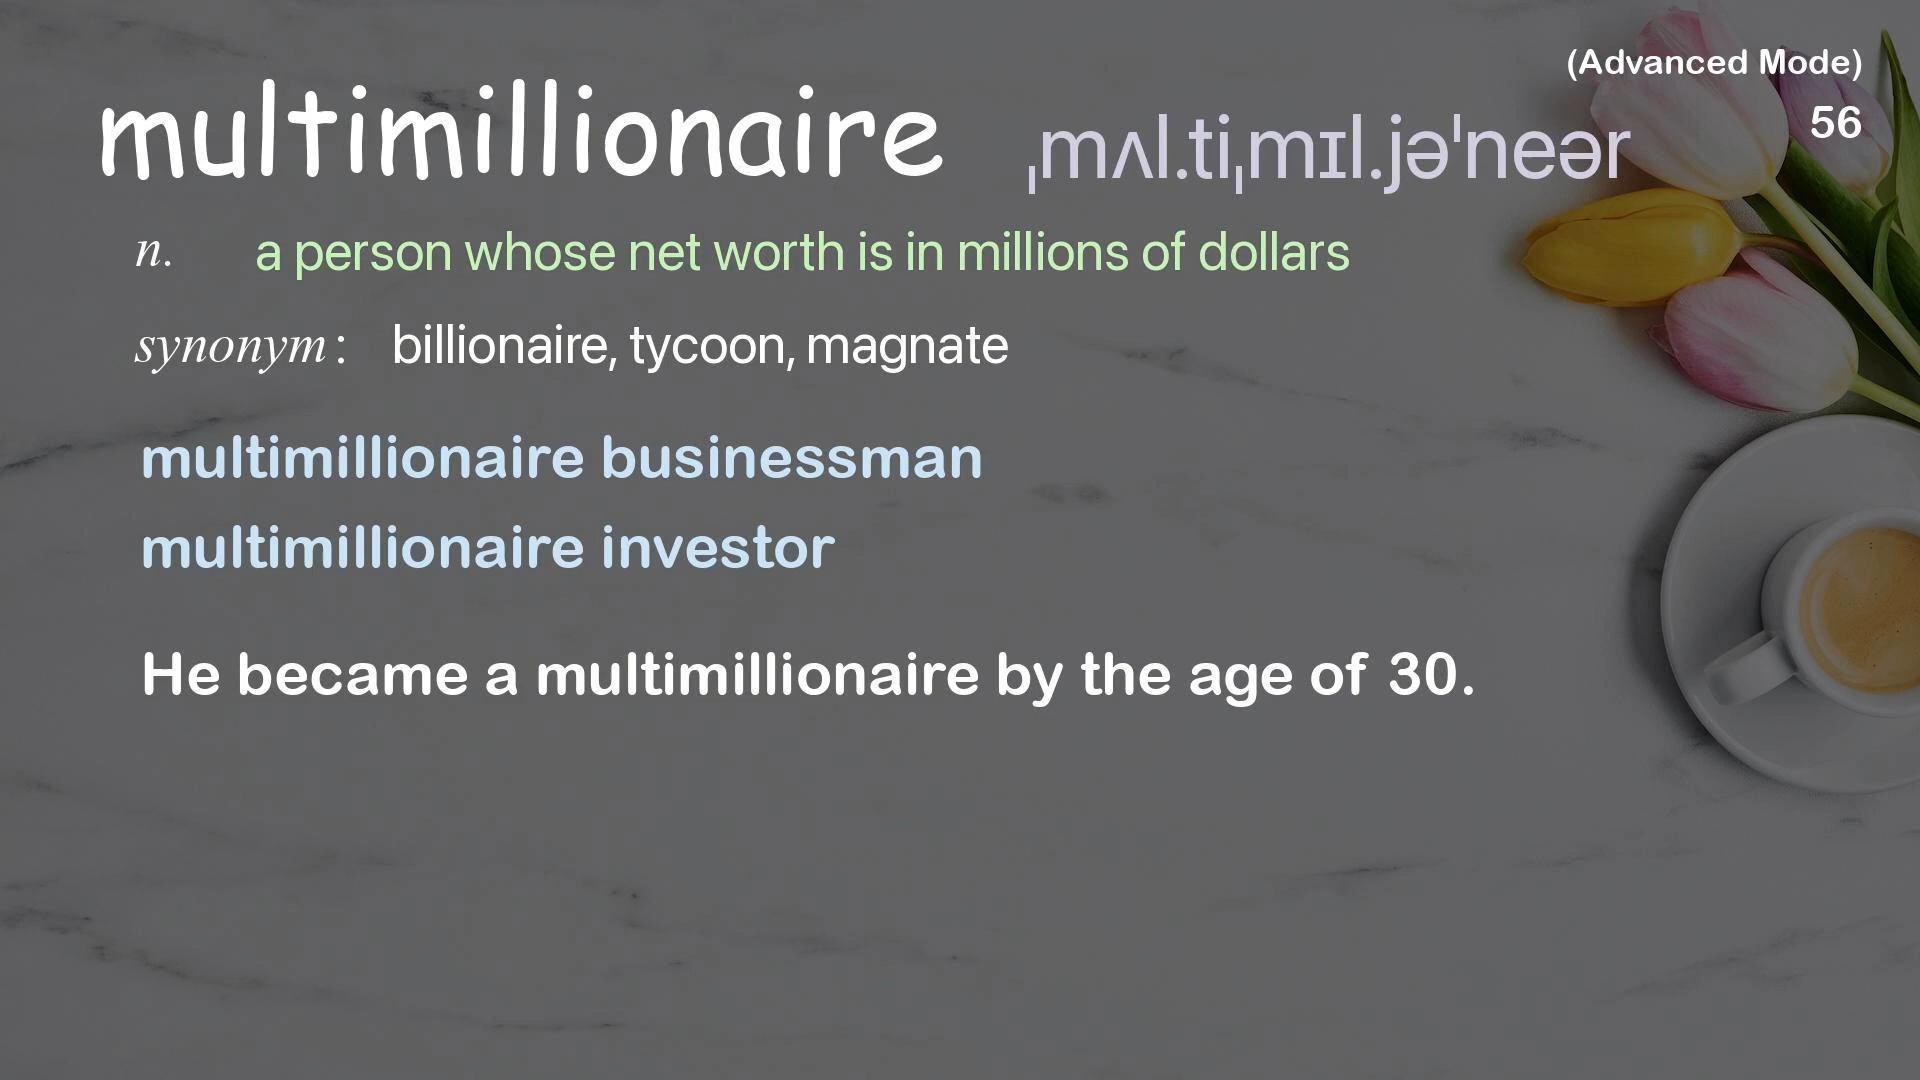 (Advanced Mode)
multimillionaire ˌmʌl.tiˌmɪl.jəˈneər 56
n. a person whose net worth is in millions of dollars
synonym: billionaire, tycoon, magnate
multimillionaire businessman
multimillionaire investor
He became a multimillionaire by the age of 30.